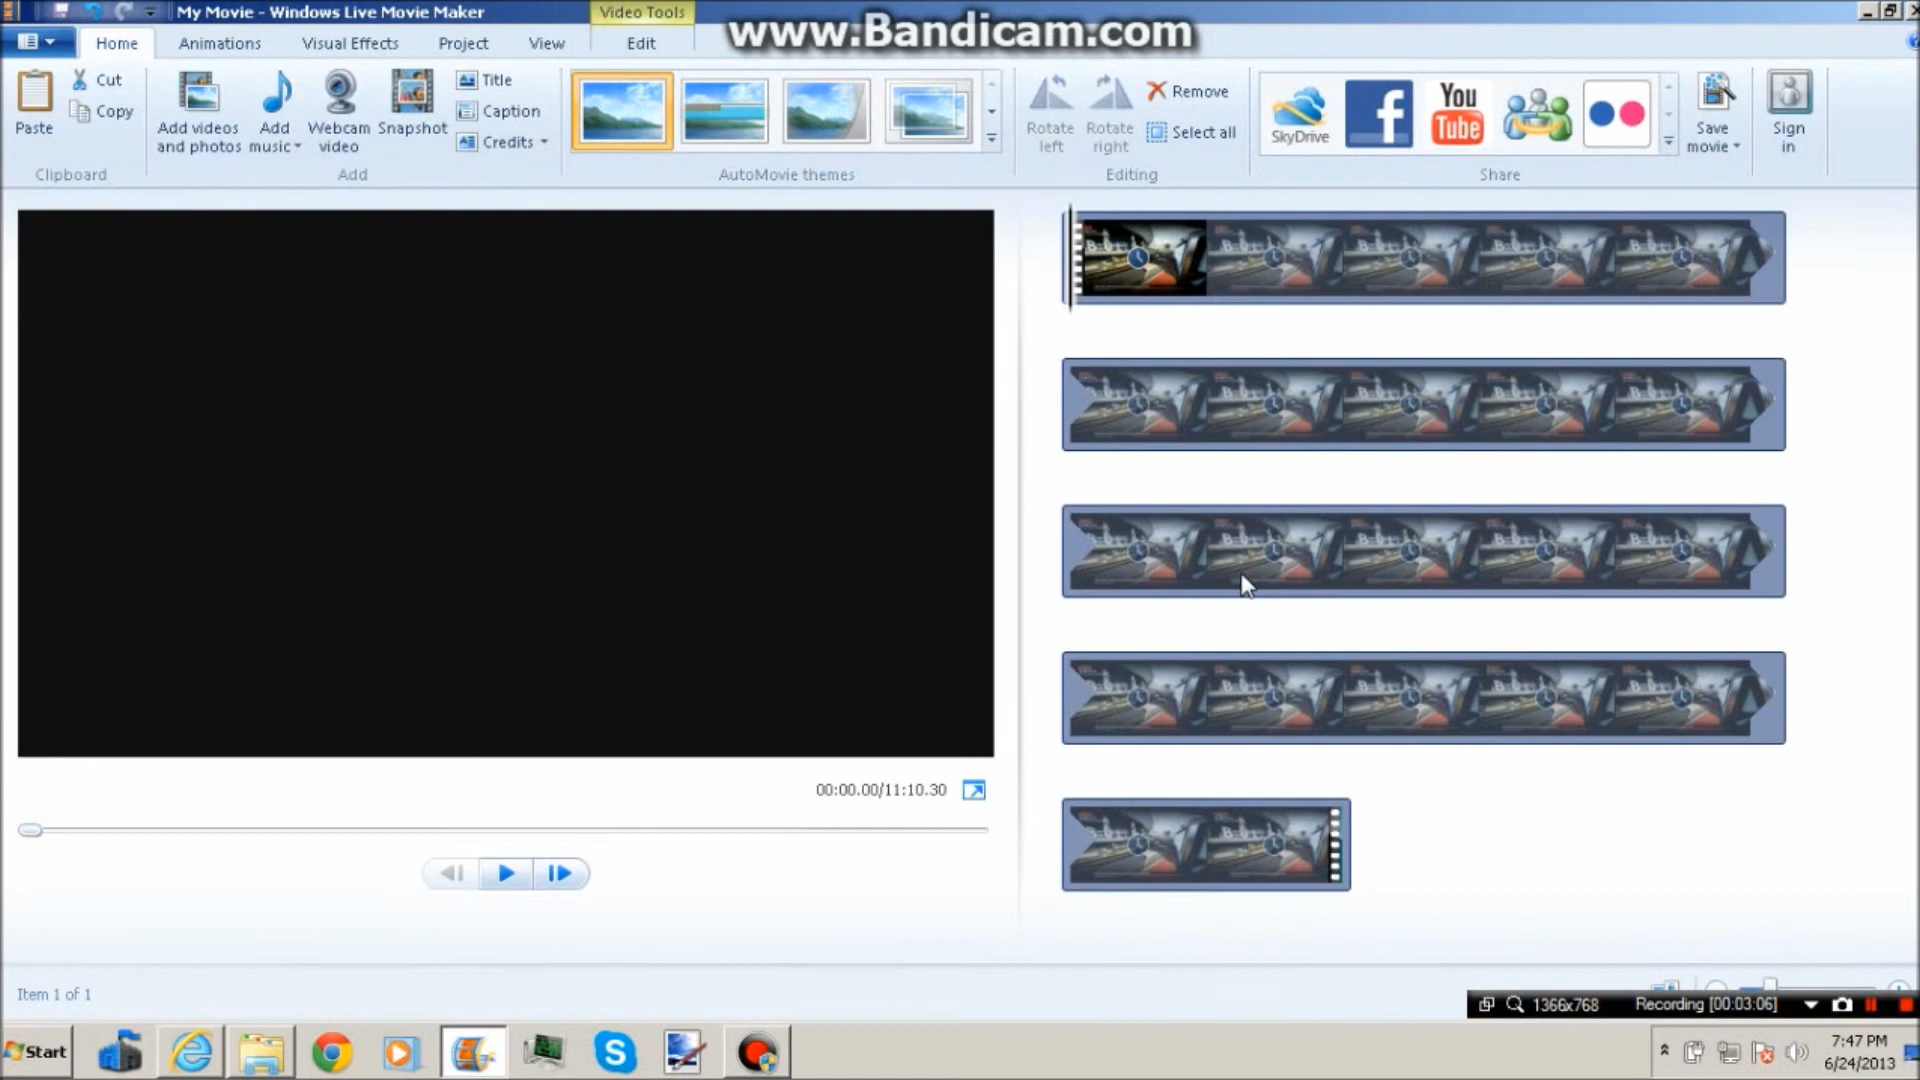 My Movie - Windows Live Movie Maker
Video Tools
www.Bandicam.com
Home
Animations
Visual Effects
Project
View
Edit
Paste
Cut
Copy
Clipboard
Add videos
and photos
Add
music
Webcam
video
Snapshot
Title
Caption
Credits
Add
AutoMovie themes
Rotate
left
Rotate
right
Remove
Select all
Editing
SkyDrive
f
You
Tube
Share
Save
movie
Sign
in
00:00.00/11:10.30
Item 1 of 1
1366x768
Recording [00:03:06]
Start
S
7:47 PM
6/24/2013